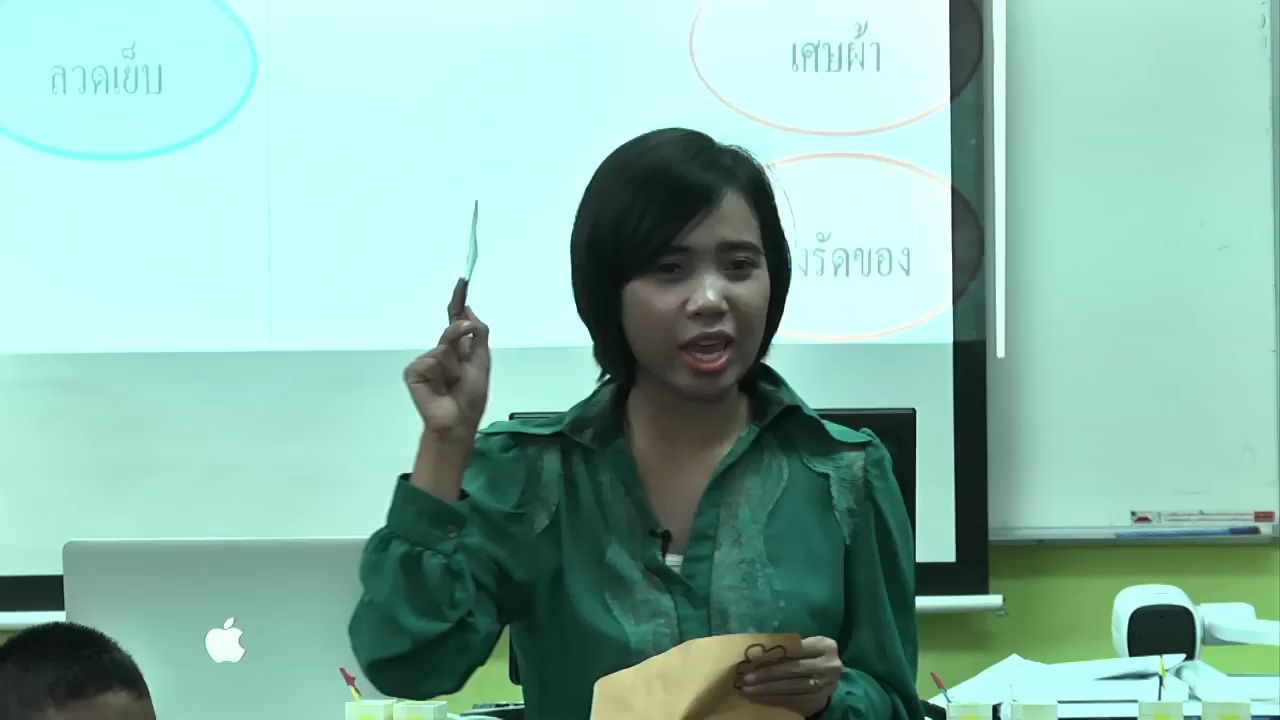 ลวดเย็บ
เศษผ้า
งรัดของ